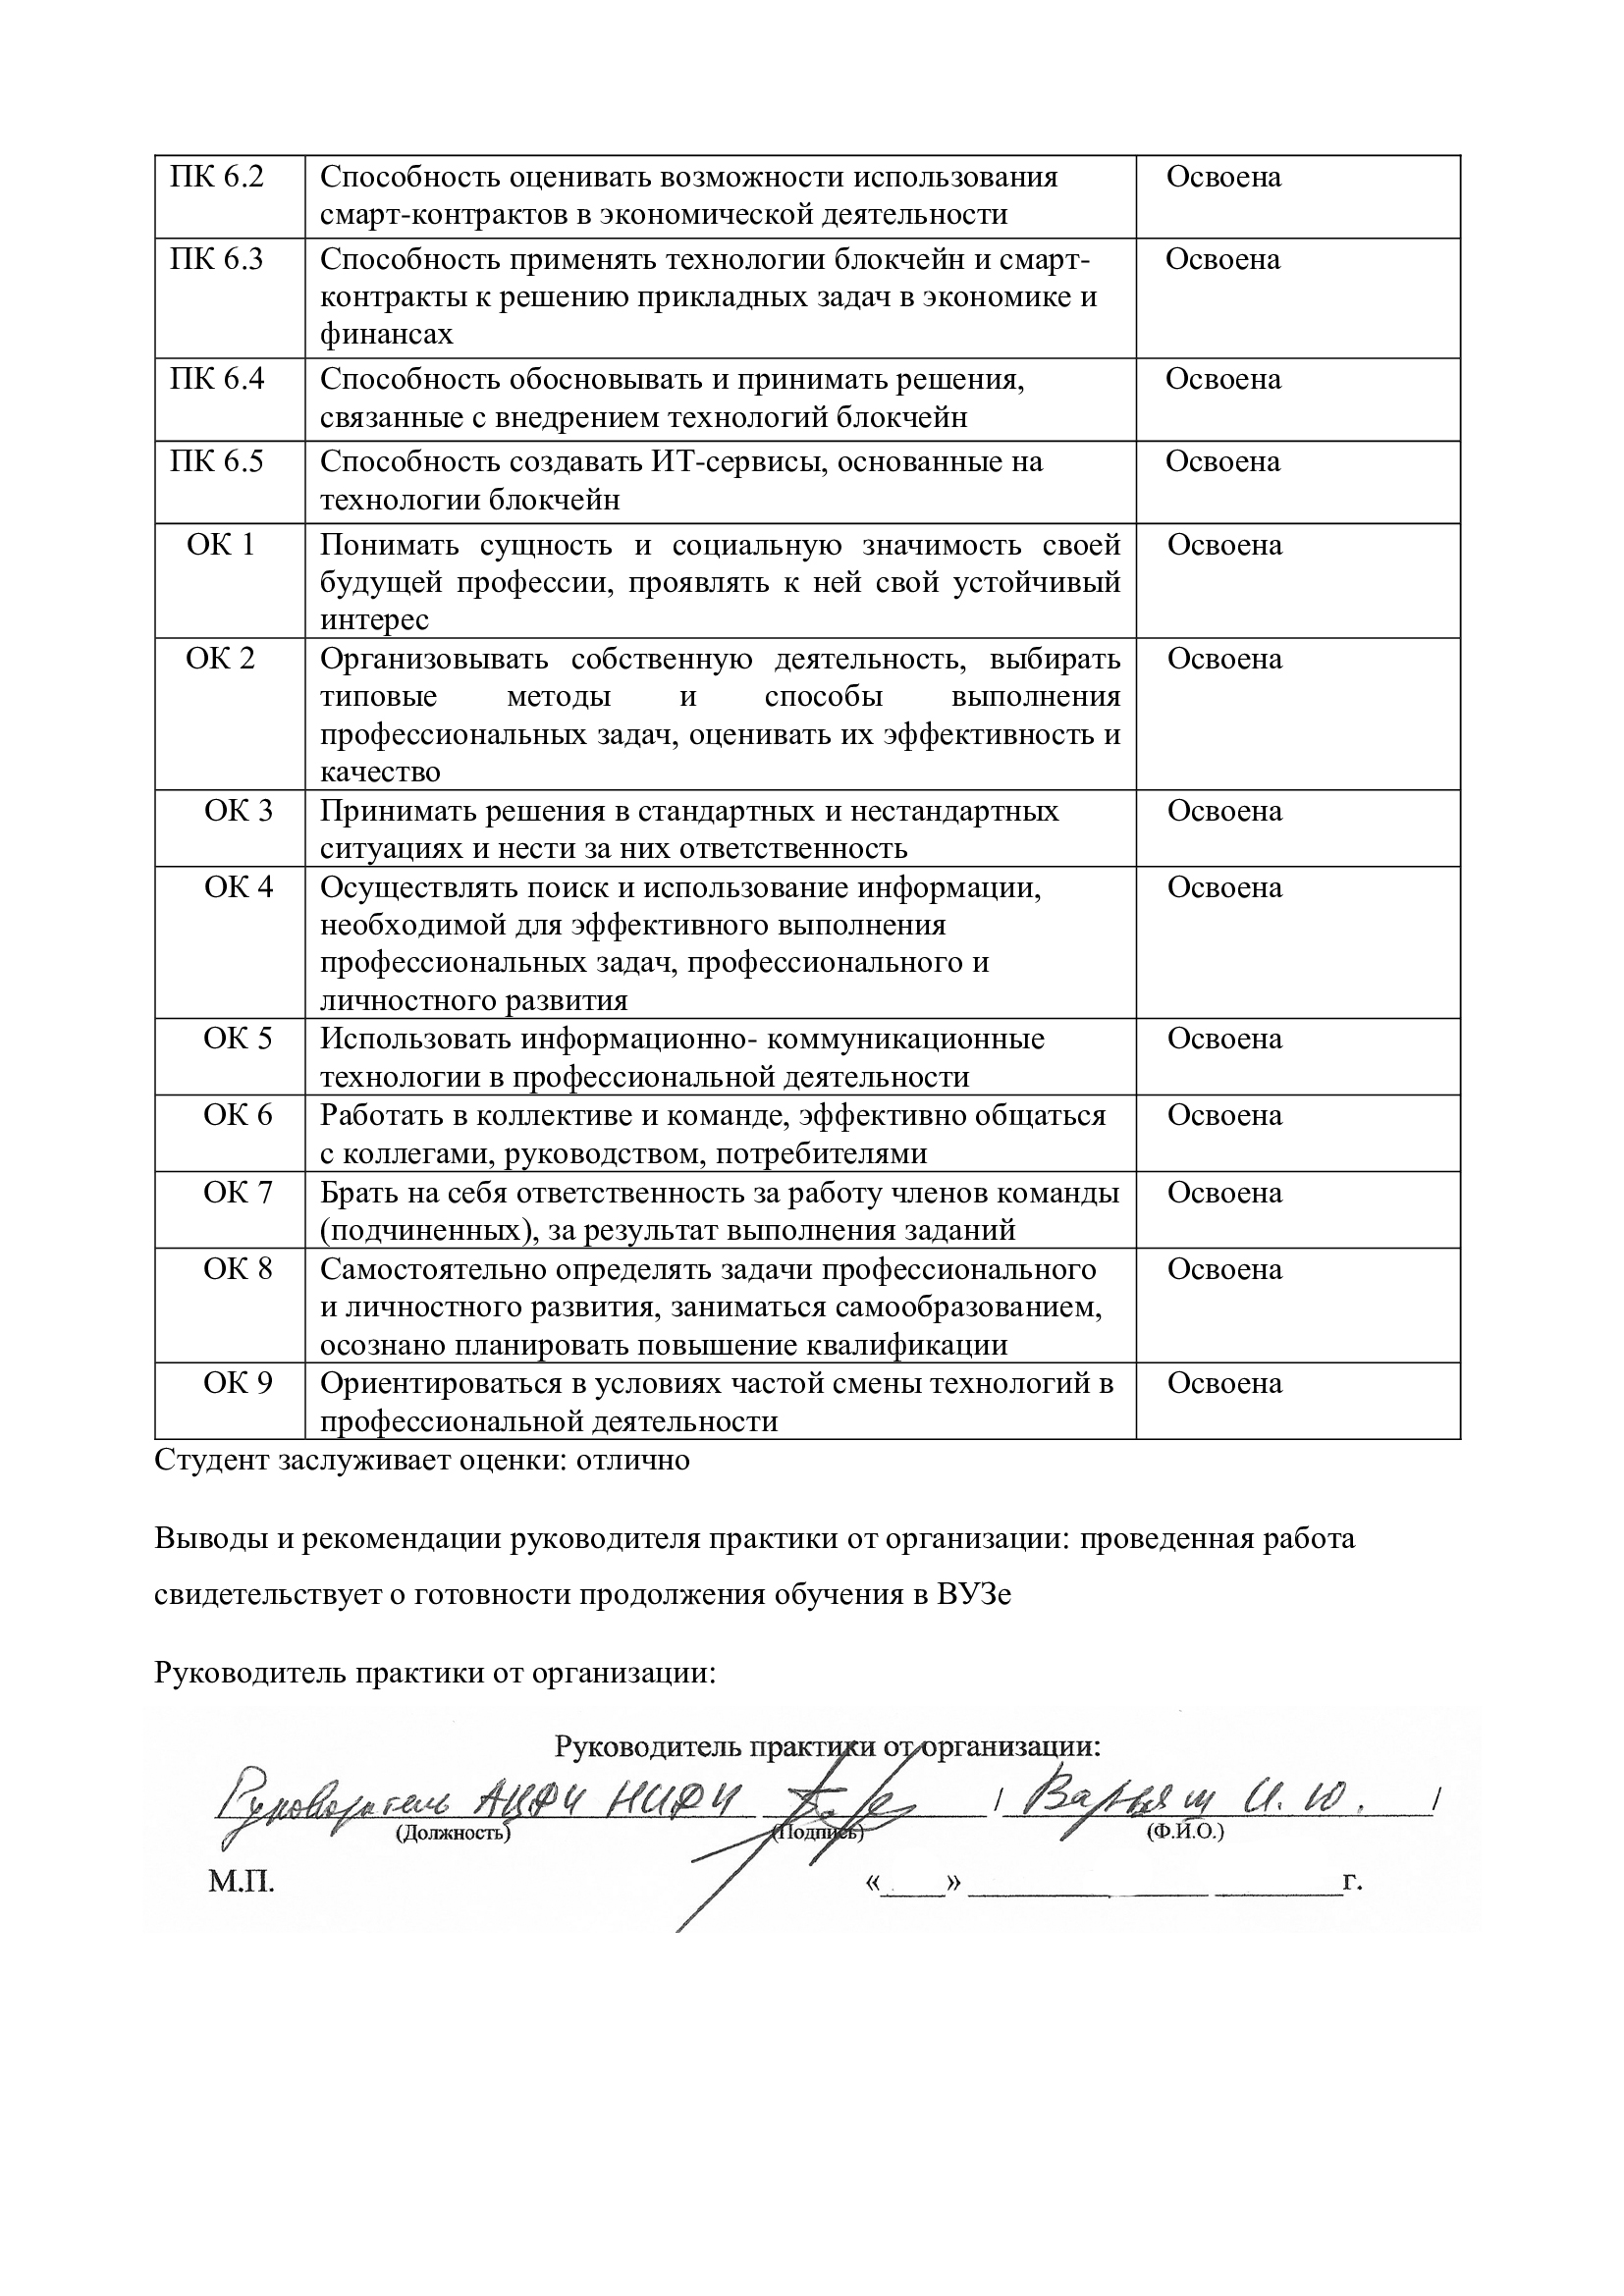 ПК 6.2 Способность оценивать возможности использования Освоена
смарт-контрактов в экономической деятельности
ПК 6.3 Способность применять технологии блокчейн и смарт- Освоена
контракты к решению прикладных задач в экономике и
финансах
ПК 6.4 Способность обосновывать и принимать решения, Освоена
связанные с внедрением технологий блокчейн
ПК 6.5 Способность создавать ИТ-сервисы, основанные на Освоена
технологии блокчейн
ОК 1 Понимать сущность и социальную значимость своей Освоена
будущей профессии, проявлять к ней свой устойчивый
интерес
ОК 2 Организовывать собственную деятельность, выбирать Освоена
типовые методы и способы выполнения
профессиональных задач, оценивать их эффективность и
качество
ОК 3 Принимать решения в стандартных и нестандартных Освоена
ситуациях и нести за них ответственность
ОК 4 Осуществлять поиск и использование информации, Освоена
необходимой для эффективного выполнения
профессиональных задач, профессионального и
личностного развития
ОК 5 Использовать информационно- коммуникационные Освоена
технологии в профессиональной деятельности
ОК 6 Работать в коллективе и команде, эффективно общаться Освоена
с коллегами, руководством, потребителями
ОК 7 Брать на себя ответственность за работу членов команды Освоена
(подчиненных), за результат выполнения заданий
ОК 8 Самостоятельно определять задачи профессионального Освоена
и личностного развития, заниматься самообразованием,
осознано планировать повышение квалификации
ОК 9 Ориентироваться в условиях частой смены технологий в Освоена
профессиональной деятельности
Студент заслуживает оценки: отлично
Выводы и рекомендации руководителя практики от организации: проведенная работа
свидетельствует о готовности продолжения обучения в ВУЗе
Руководитель практики от организации:
Руководитель практики от организации:
Руководитель АЦФИ НИФИ / Варьяш И. Ю. /
(Должность) (Подпись) (Ф.И.О.)
М.П. «____» _______________ ________г.